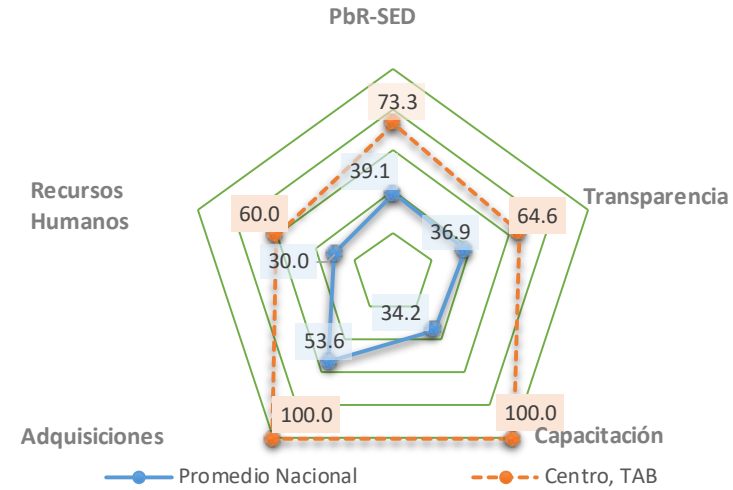 PbR-SED
73.3
39.1
Recursos
Humanos
Transparencia
60.0
64.6
36.9
30.0
34.2
53.6
100.0
100.0
Adquisiciones
Capacitación
Promedio Nacional
Centro, TAB